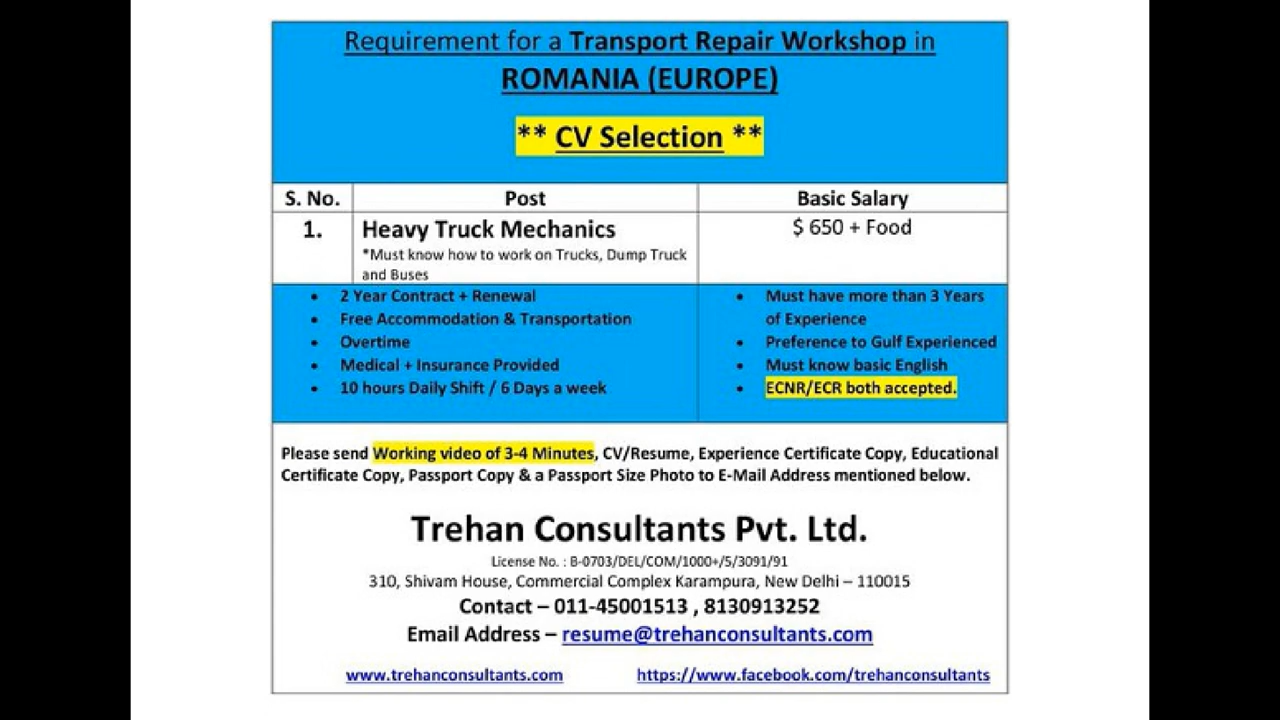 Requirement for a Transport Repair Workshop in
ROMANIA (EUROPE)
** CV Selection **
S. No. Post Basic Salary
1. Heavy Truck Mechanics $ 650 + Food
*Must know how to work on Trucks, Dump Truck
and Buses
• 2 Year Contract + Renewal
• Free Accommodation & Transportation
• Overtime
• Medical + Insurance Provided
• 10 hours Daily Shift / 6 Days a week
• Must have more than 3 Years
of Experience
• Preference to Gulf Experienced
• Must know basic English
• ECNR/ECR both accepted.
Please send Working video of 3-4 Minutes, CV/Resume, Experience Certificate Copy, Educational
Certificate Copy, Passport Copy & a Passport Size Photo to E-Mail Address mentioned below.
Trehan Consultants Pvt. Ltd.
License No. : B-0703/DEL/COM/1000+/5/3091/91
310, Shivam House, Commercial Complex Karampura, New Delhi – 110015
Contact – 011-45001513 , 8130913252
Email Address – resume@trehanconsultants.com
www.trehanconsultants.com https://www.facebook.com/trehanconsultants